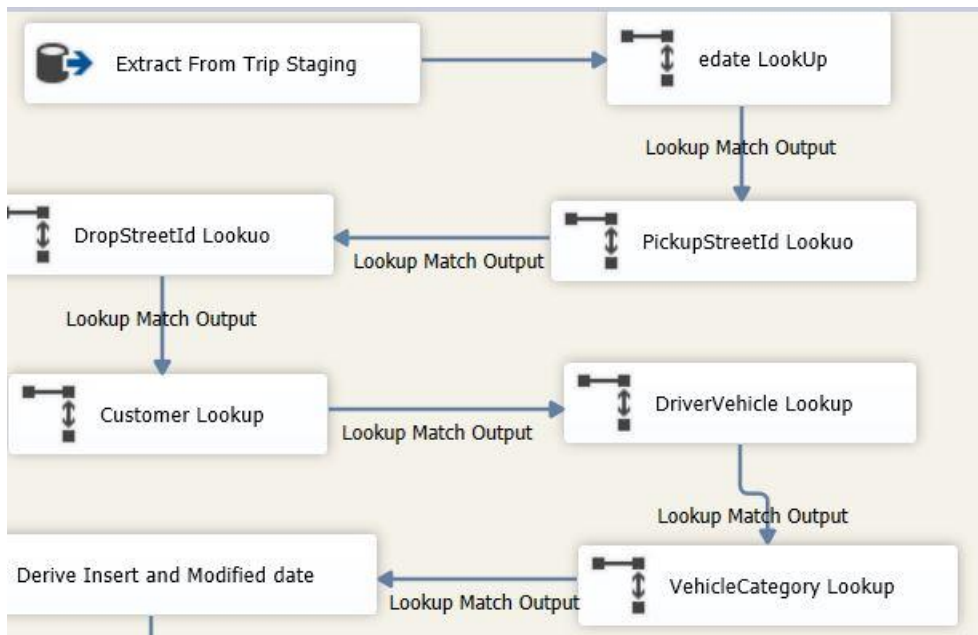 Extract From Trip Staging
edate LookUp
Lookup Match Output
PickupStreetId Lookuo
Lookup Match Output
DropStreetId Lookuo
Lookup Match Output
Customer Lookup
Lookup Match Output
DriverVehicle Lookup
Lookup Match Output
VehicleCategory Lookup
Lookup Match Output
Derive Insert and Modified date